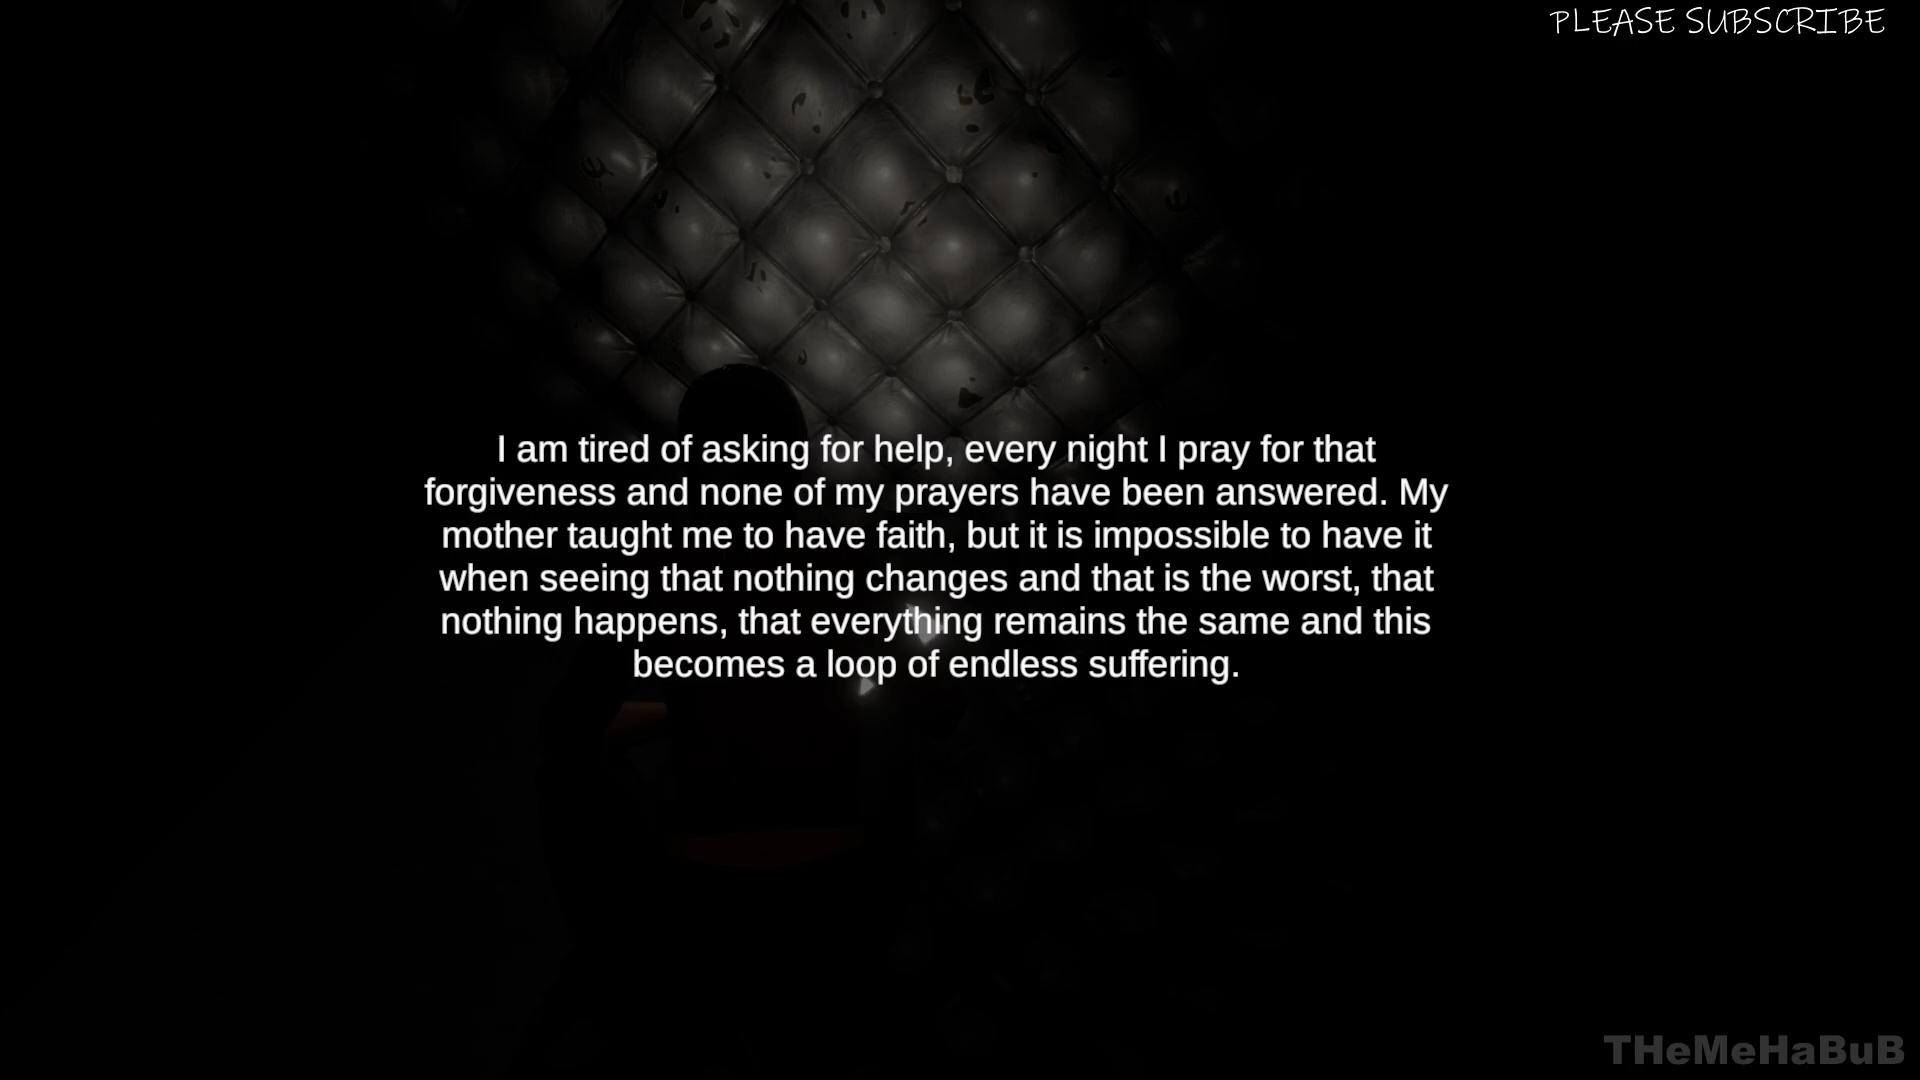 PLEASE SUBSCRIBE
I am tired of asking for help, every night I pray for that
forgiveness and none of my prayers have been answered. My
mother taught me to have faith, but it is impossible to have it
when seeing that nothing changes and that is the worst, that
nothing happens, that everything remains the same and this
becomes a loop of endless suffering.
THeMeHaBuB